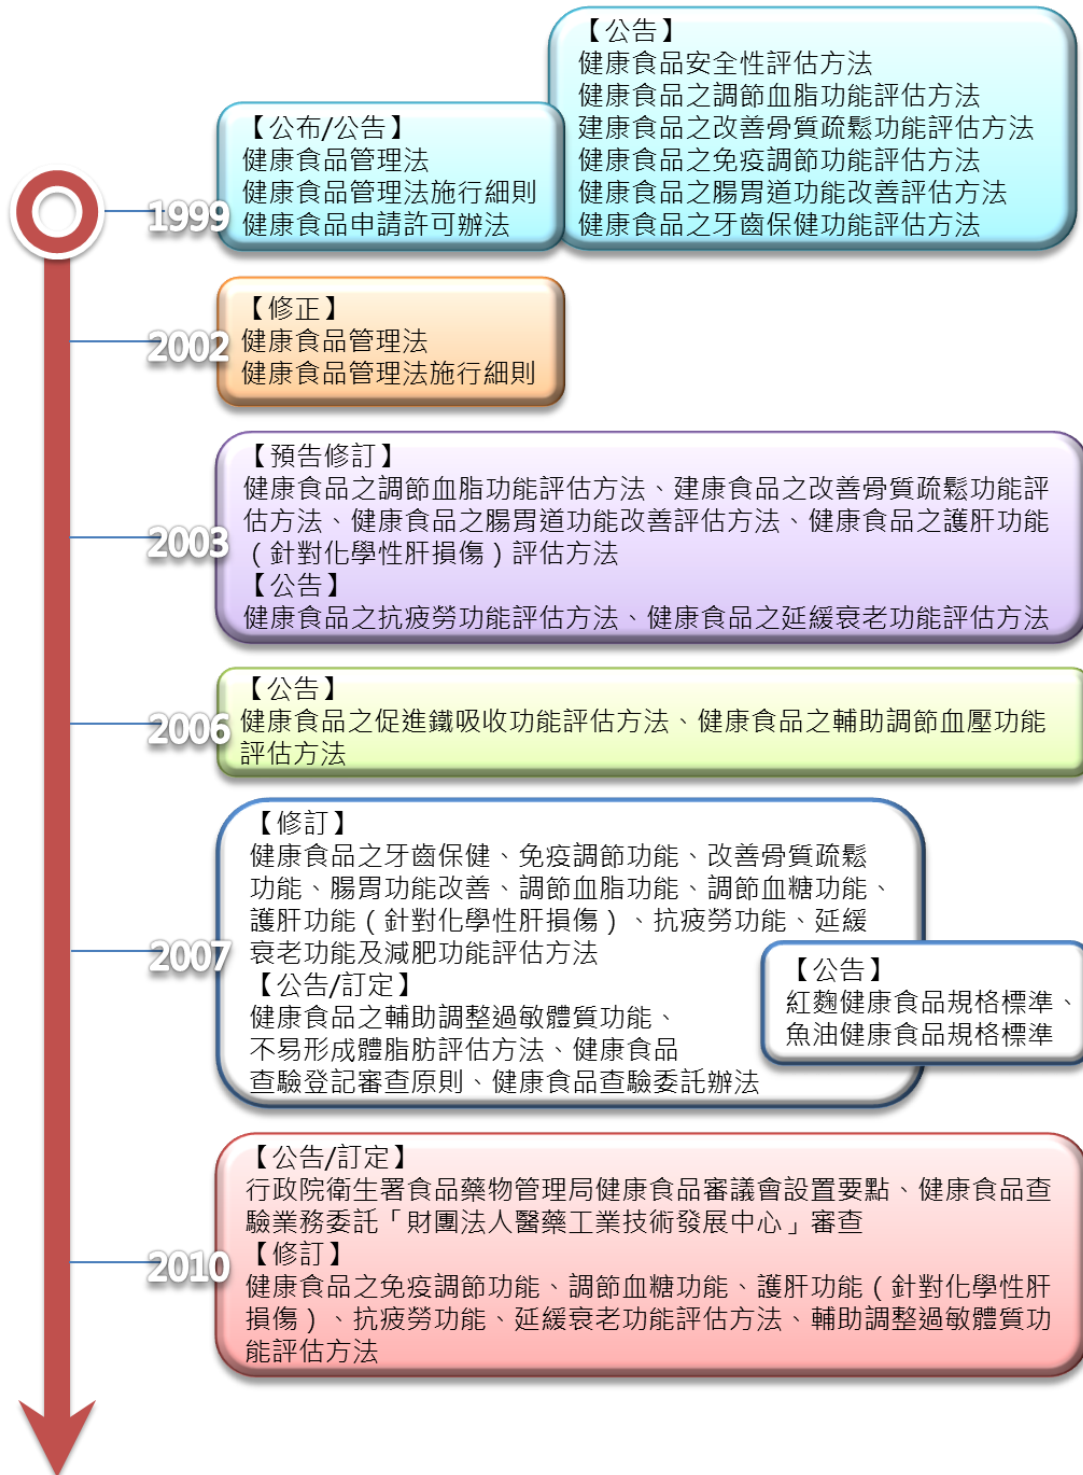 1999
【公布/公告】
健康食品管理法
健康食品管理法施行細則
健康食品申請許可辦法
【公告】
健康食品安全性評估方法
健康食品之調節血脂功能評估方法
建康食品之改善骨質疏鬆功能評估方法
健康食品之免疫調節功能評估方法
健康食品之腸胃道功能改善評估方法
健康食品之牙齒保健功能評估方法
2002
【修正】
健康食品管理法
健康食品管理法施行細則
2003
【預告修訂】
健康食品之調節血脂功能評估方法、建康食品之改善骨質疏鬆功能評
估方法、健康食品之腸胃道功能改善評估方法、健康食品之護肝功能
（針對化學性肝損傷）評估方法
【公告】
健康食品之抗疲勞功能評估方法、健康食品之延緩衰老功能評估方法
2006
【公告】
健康食品之促進鐵吸收功能評估方法、健康食品之輔助調節血壓功能
評估方法
2007
【修訂】
健康食品之牙齒保健、免疫調節功能、改善骨質疏鬆
功能、腸胃功能改善、調節血脂功能、調節血糖功能、
護肝功能（針對化學性肝損傷）、抗疲勞功能、延緩
衰老功能及減肥功能評估方法
【公告/訂定】
健康食品之輔助調整過敏體質功能、
不易形成體脂肪評估方法、健康食品
查驗登記審查原則、健康食品查驗委託辦法
【公告】
紅麴健康食品規格標準、
魚油健康食品規格標準
2010
【公告/訂定】
行政院衛生署食品藥物管理局健康食品審議會設置要點、健康食品查
驗業務委託「財團法人醫藥工業技術發展中心」審查
【修訂】
健康食品之免疫調節功能、調節血糖功能、護肝功能（針對化學性肝
損傷）、抗疲勞功能、延緩衰老功能評估方法、輔助調整過敏體質功
能評估方法